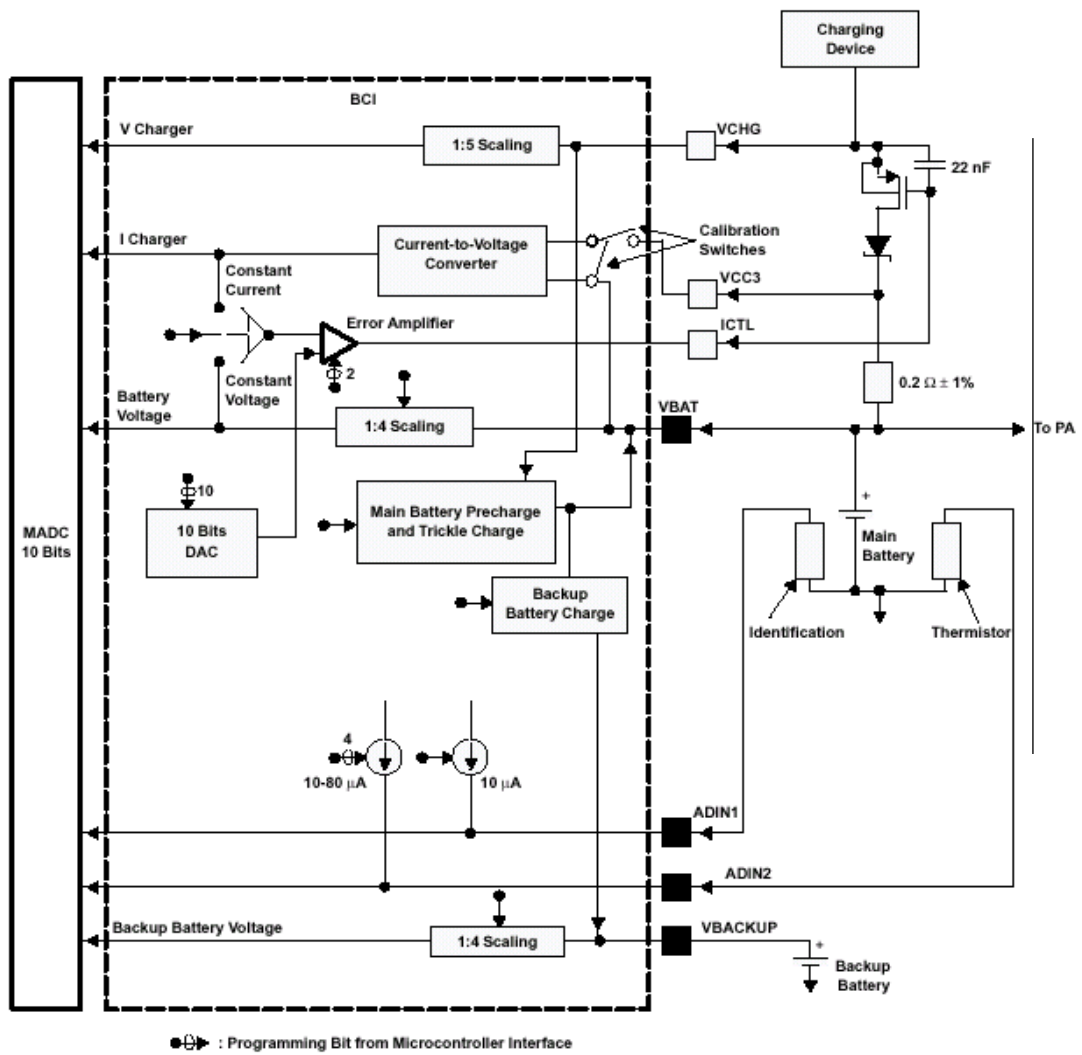 Charging
Device
BCI
V Charger
1:5 Scaling
VCHG
22 nF
I Charger
Current-to-Voltage
Converter
Calibration
Switches
Constant
Current
VCC3
Error Amplifier
ICTL
2
Constant
Voltage
0.2 Ω ± 1%
Battery
Voltage
1:4 Scaling
VBAT
To PA
10
10 Bits
DAC
Main Battery Precharge
and Trickle Charge
MADC
10 Bits
+
Main
Battery
Backup
Battery Charge
Identification
Thermistor
4
10-80 μA
10 μA
ADIN1
ADIN2
Backup Battery Voltage
1:4 Scaling
VBACKUP
+
Backup
Battery
: Programming Bit from Microcontroller Interface